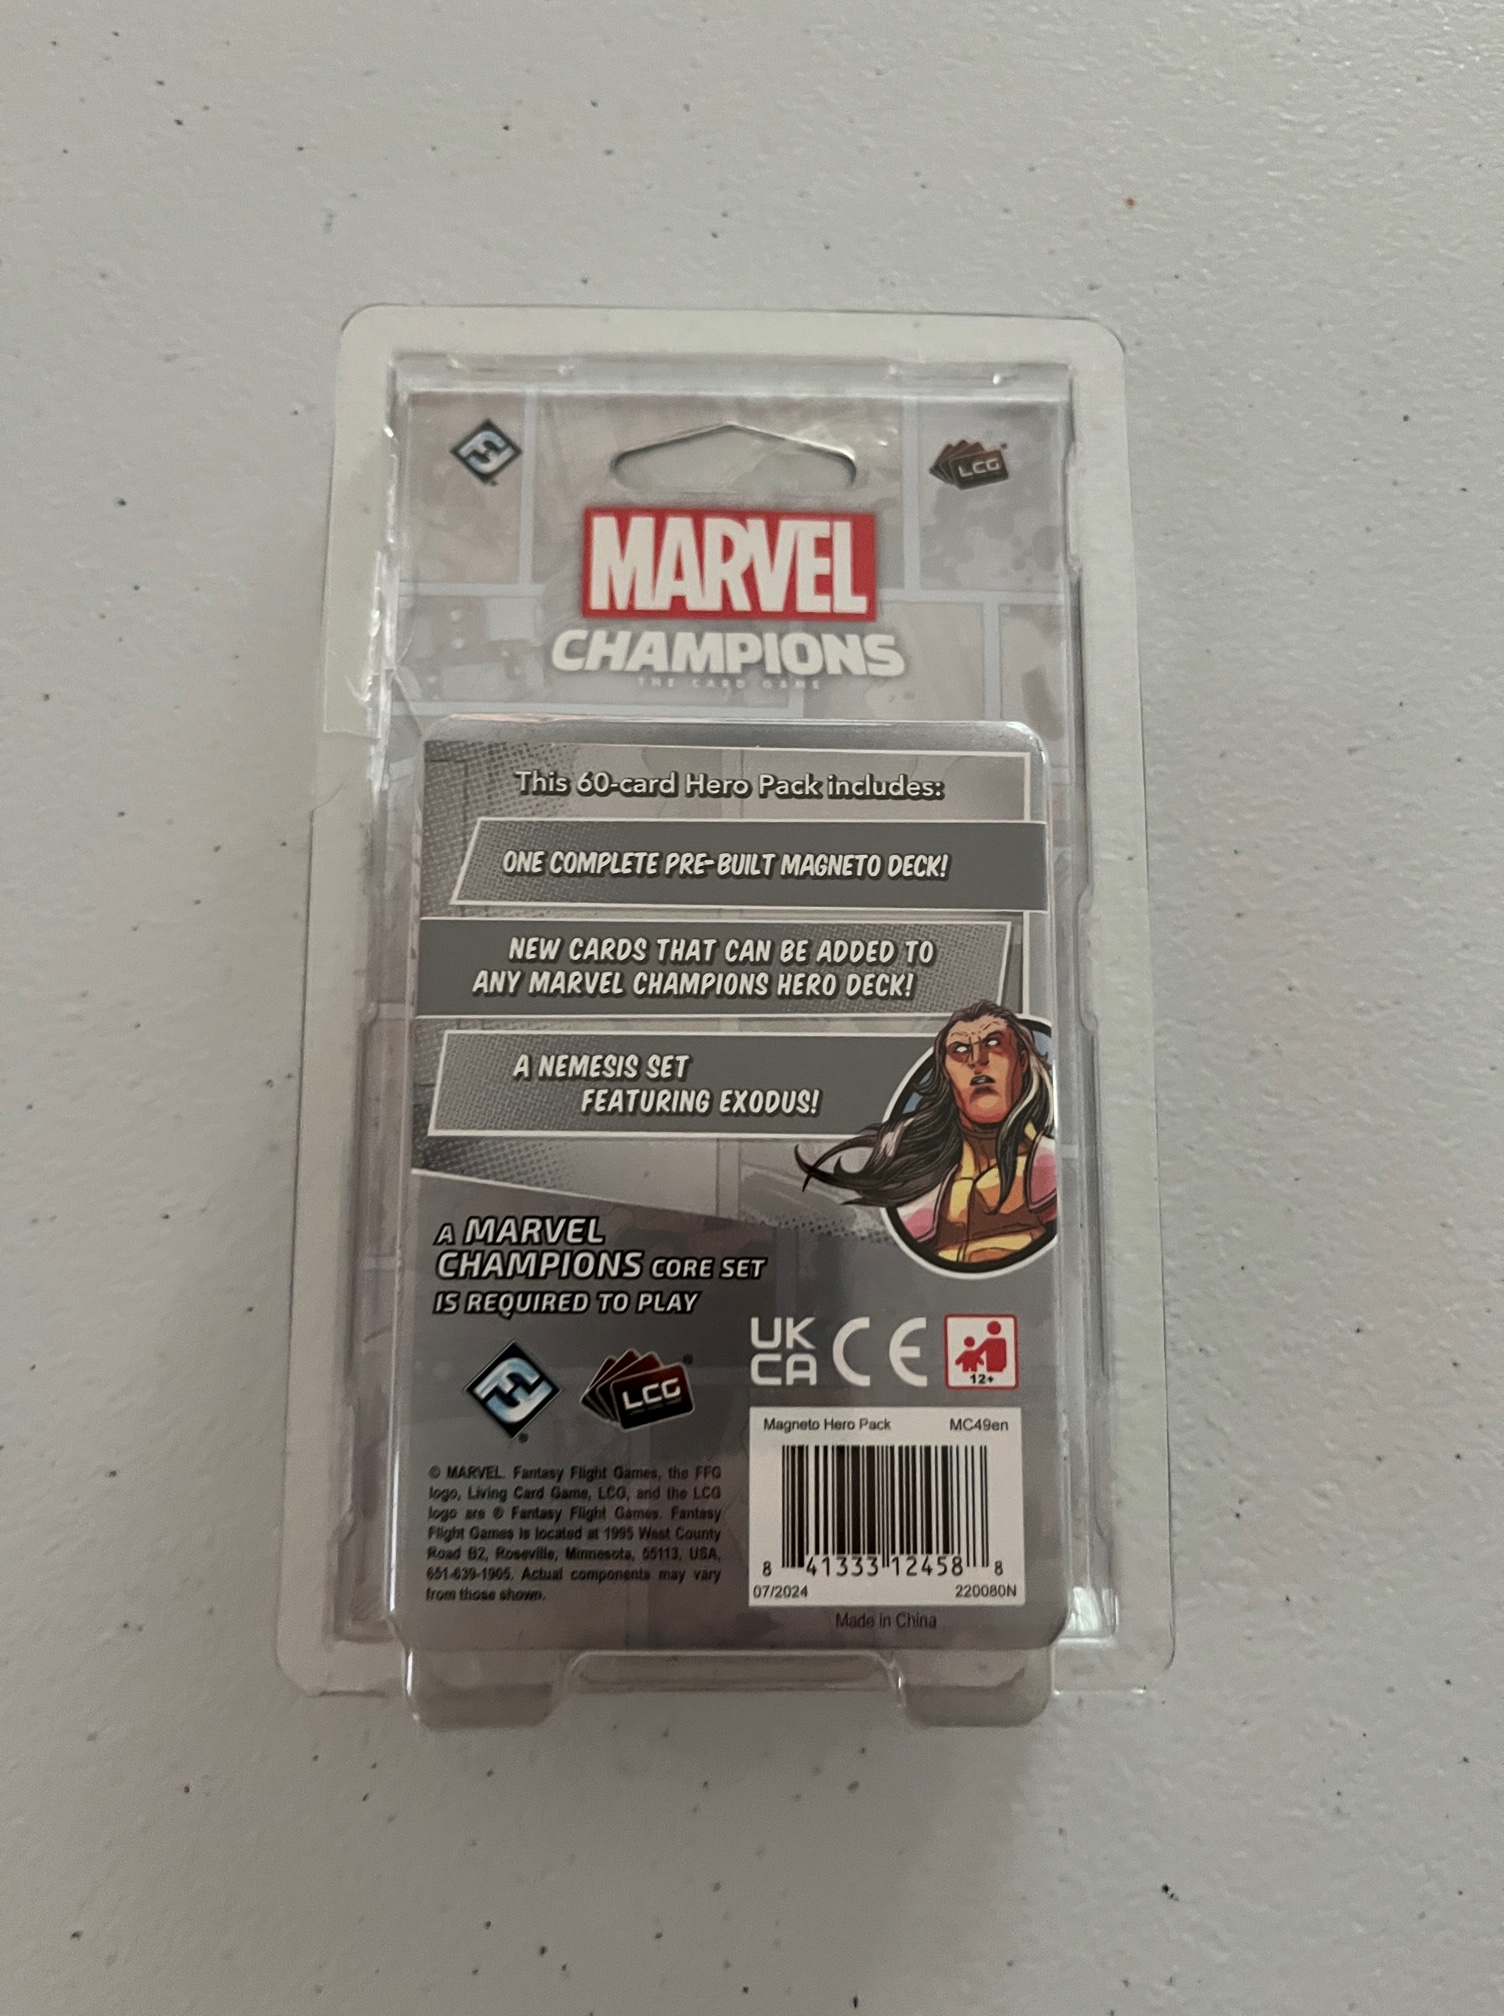 LCG
MARVEL
CHAMPIONS
THE CARD GAME
This 60-card Hero Pack includes:
ONE COMPLETE PRE-BUILT MAGNETO DECK!
NEW CARDS THAT CAN BE ADDED TO
ANY MARVEL CHAMPIONS HERO DECK!
A NEMESIS SET
FEATURING EXODUS!
A MARVEL
CHAMPIONS CORE SET
IS REQUIRED TO PLAY
UK
CA CE
12+
LCG
Magneto Hero Pack MC49en
© MARVEL. Fantasy Flight Games, the FFG
logo, Living Card Game, LCG, and the LCG
logo are ® Fantasy Flight Games. Fantasy
Flight Games is located at 1995 West County
Road B2, Roseville, Minnesota, 55113, USA,
651-639-1905. Actual components may vary
from those shown.
8 41333 12458 8
07/2024 220080N
Made in China